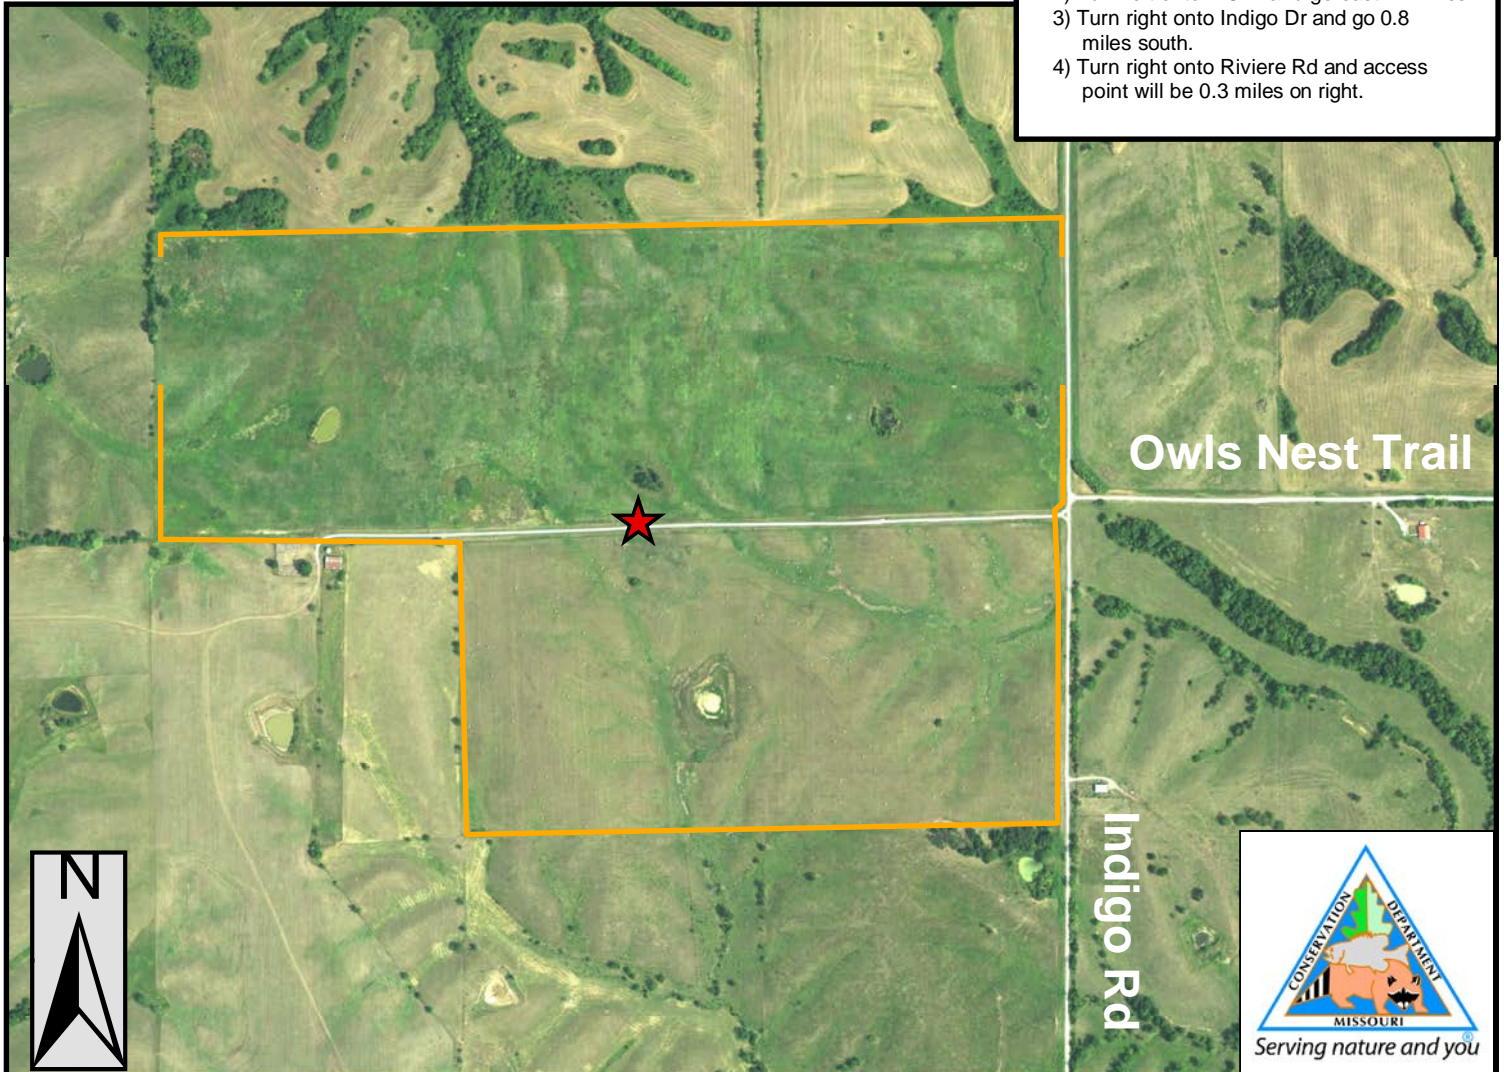 3) Turn right onto Indigo Dr and go 0.8
miles south.
4) Turn right onto Riviere Rd and access
point will be 0.3 miles on right.
Owls Nest Trail
Indigo Rd
N
CONSERVATION
DEPARTMENT
MISSOURI
®
Serving nature and you